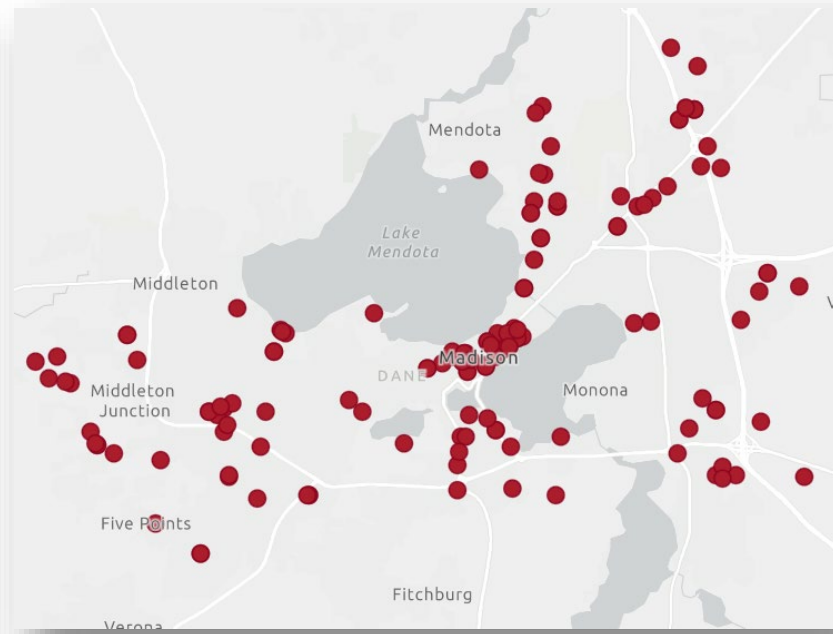 Mendota
Lake
Mendota
Middleton
Madison
DANE
Middleton
Junction
Monona
Five Points
Fitchburg
Verona